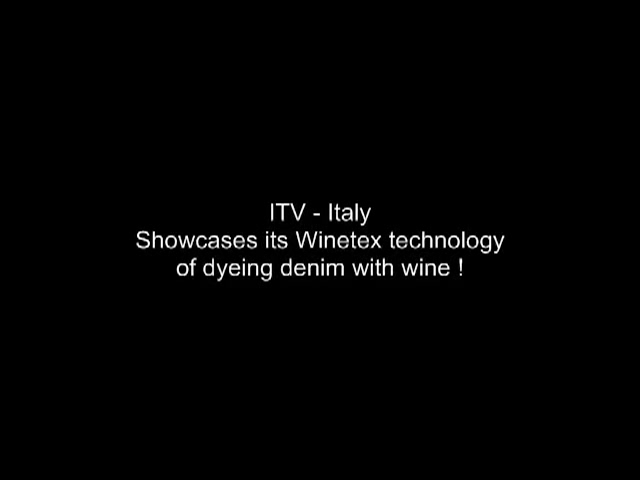 ITV - Italy
Showcases its Winetex technology
of dyeing denim with wine !